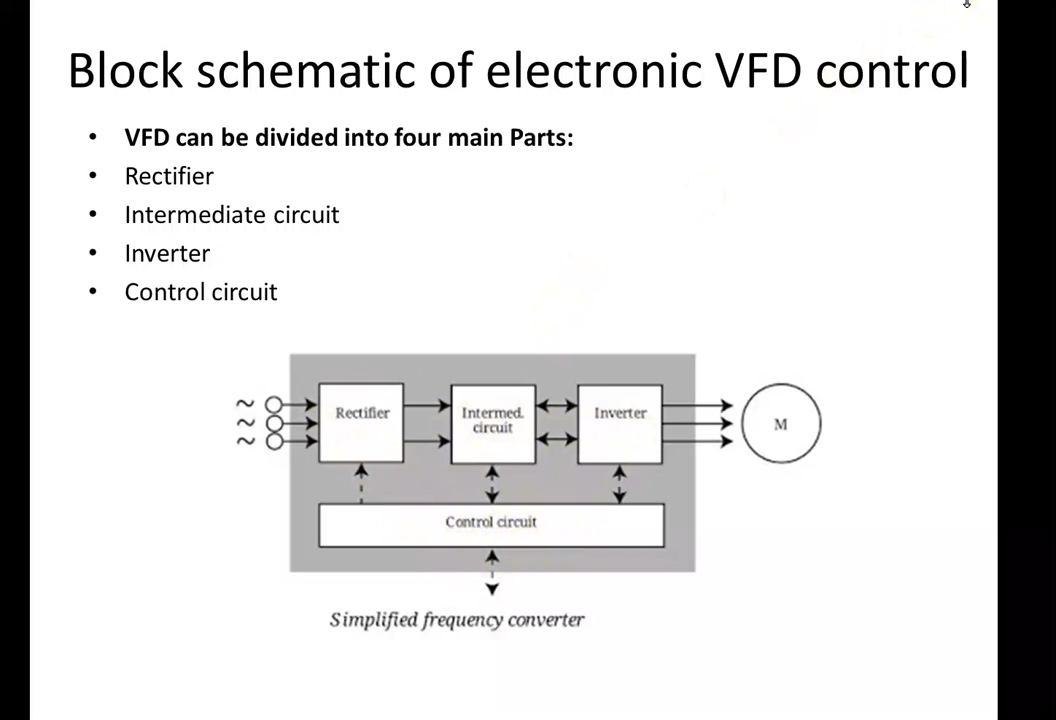 Block schematic of electronic VFD control
• VFD can be divided into four main Parts:
• Rectifier
• Intermediate circuit
• Inverter
• Control circuit
~
~
~
Rectifier
Intermed.
circuit
Inverter
M
Control circuit
Simplified frequency converter